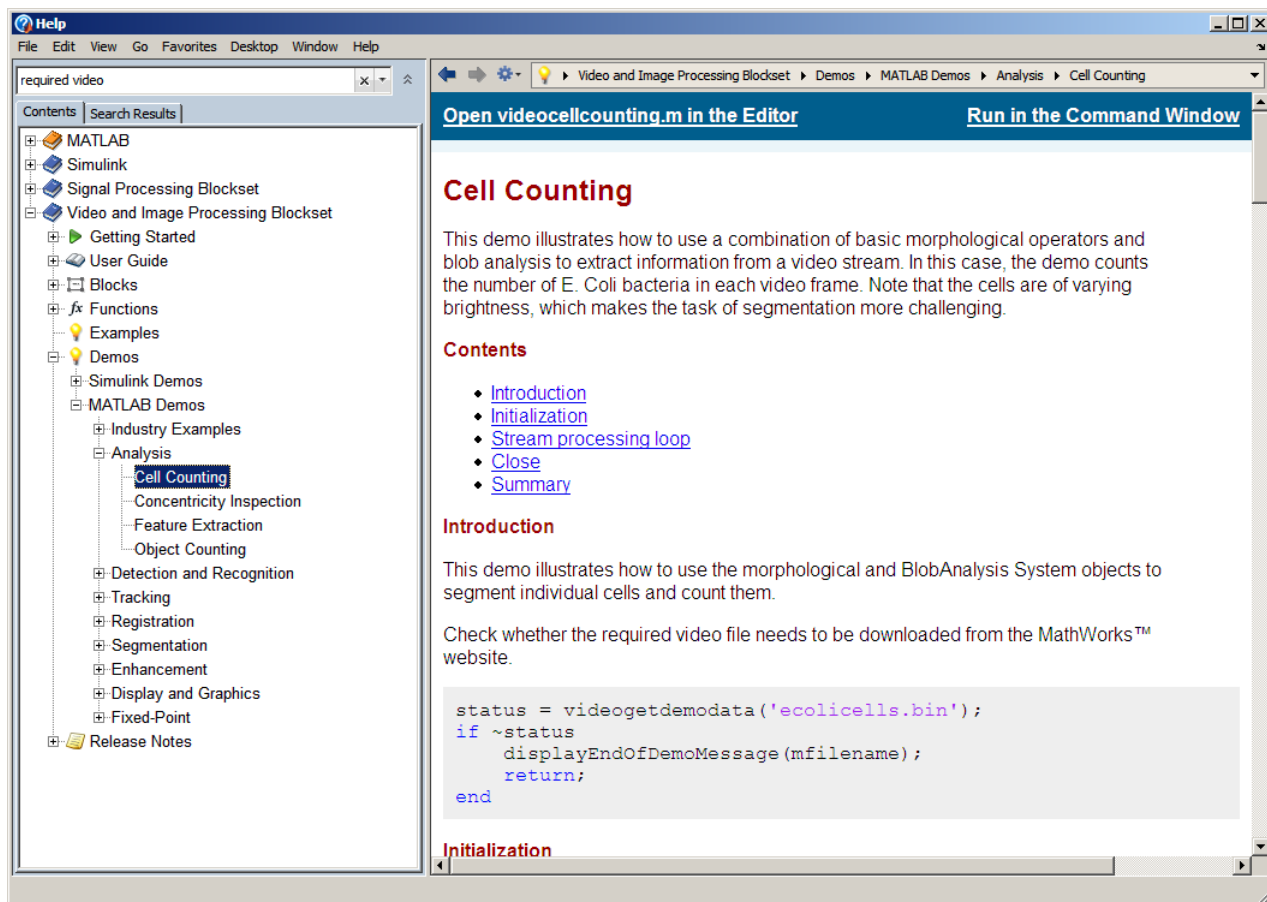 Help
File Edit View Go Favorites Desktop Window Help
required video
Video and Image Processing Blockset Demos MATLAB Demos Analysis Cell Counting
Contents Search Results
MATLAB
Simulink
Signal Processing Blockset
Video and Image Processing Blockset
Getting Started
User Guide
Blocks
fx Functions
Examples
Demos
Simulink Demos
MATLAB Demos
Industry Examples
Analysis
Cell Counting
Concentricity Inspection
Feature Extraction
Object Counting
Detection and Recognition
Tracking
Registration
Segmentation
Enhancement
Display and Graphics
Fixed-Point
Release Notes
Open videocellcounting.m in the Editor
Run in the Command Window
Cell Counting
This demo illustrates how to use a combination of basic morphological operators and
blob analysis to extract information from a video stream. In this case, the demo counts
the number of E. Coli bacteria in each video frame. Note that the cells are of varying
brightness, which makes the task of segmentation more challenging.
Contents
Introduction
Initialization
Stream processing loop
Close
Summary
Introduction
This demo illustrates how to use the morphological and BlobAnalysis System objects to
segment individual cells and count them.
Check whether the required video file needs to be downloaded from the MathWorks™
website.
status = videogetdemodata('ecolicells.bin');
if ~status
    displayEndOfDemoMessage(mfilename);
    return;
end
Initialization